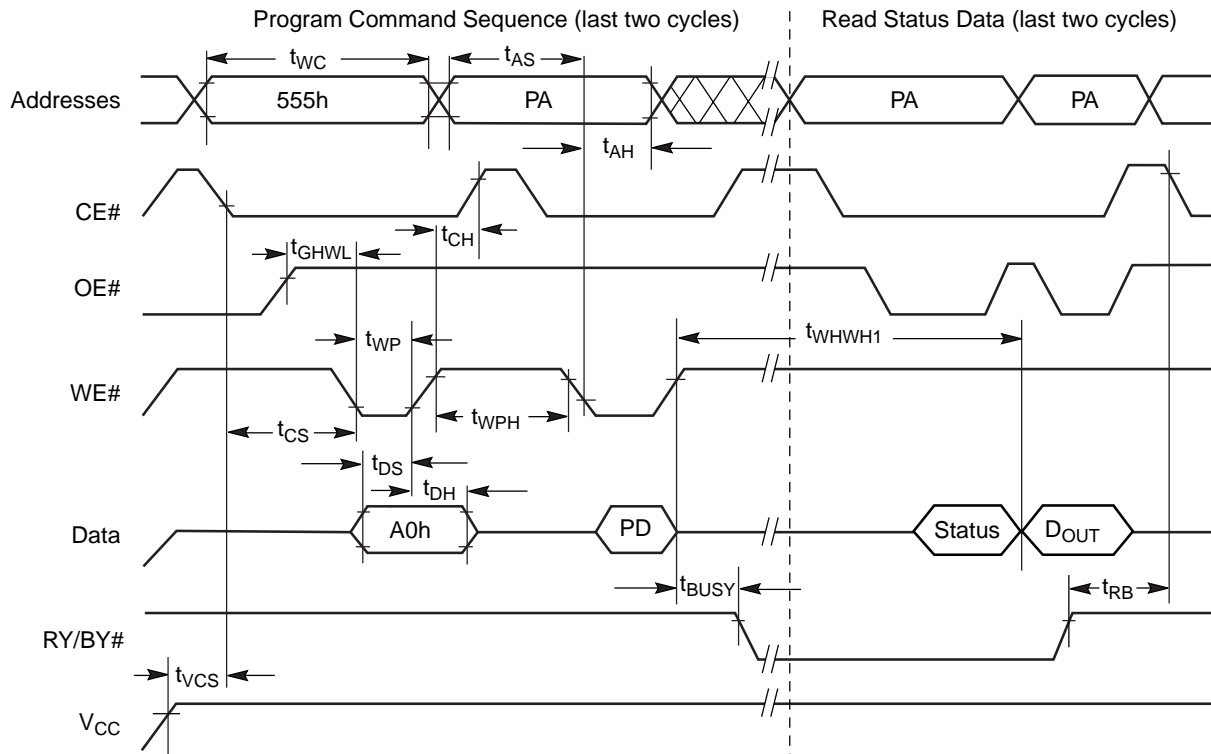 Program Command Sequence (last two cycles)
Read Status Data (last two cycles)
tWC
tAS
Addresses
555h
PA
PA
PA
tAH
CE#
tCH
tGHWL
OE#
tWP
tWHWH1
WE#
tWPH
tCS
tDS
tDH
Data
A0h
PD
Status
DOUT
tBUSY
tRB
RY/BY#
tVCS
VCC